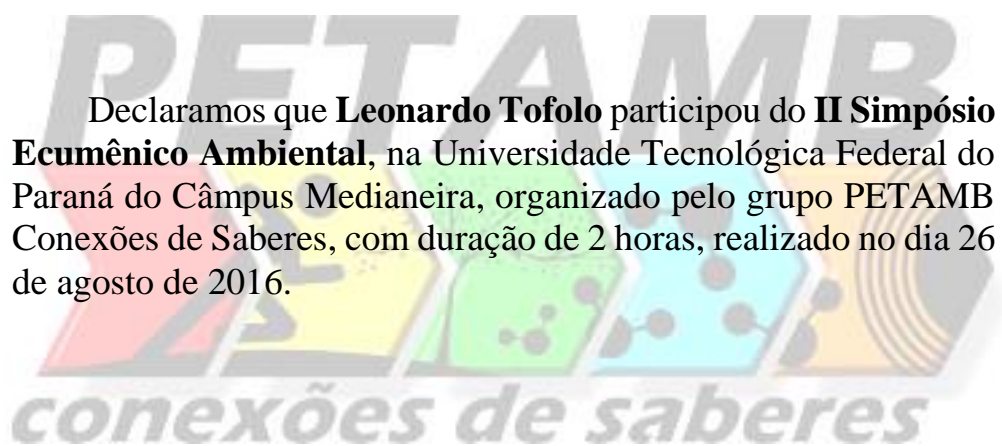 PETAMB
Declaramos que Leonardo Tofolo participou do II Simpósio
Ecumênico Ambiental, na Universidade Tecnológica Federal do
Paraná do Câmpus Medianeira, organizado pelo grupo PETAMB
Conexões de Saberes, com duração de 2 horas, realizado no dia 26
de agosto de 2016.
conexões de saberes